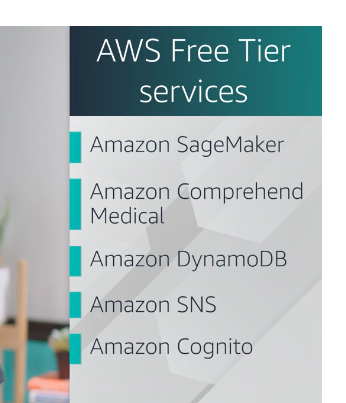 AWS Free Tier
services
Amazon SageMaker
Amazon Comprehend
Medical
Amazon DynamoDB
Amazon SNS
Amazon Cognito